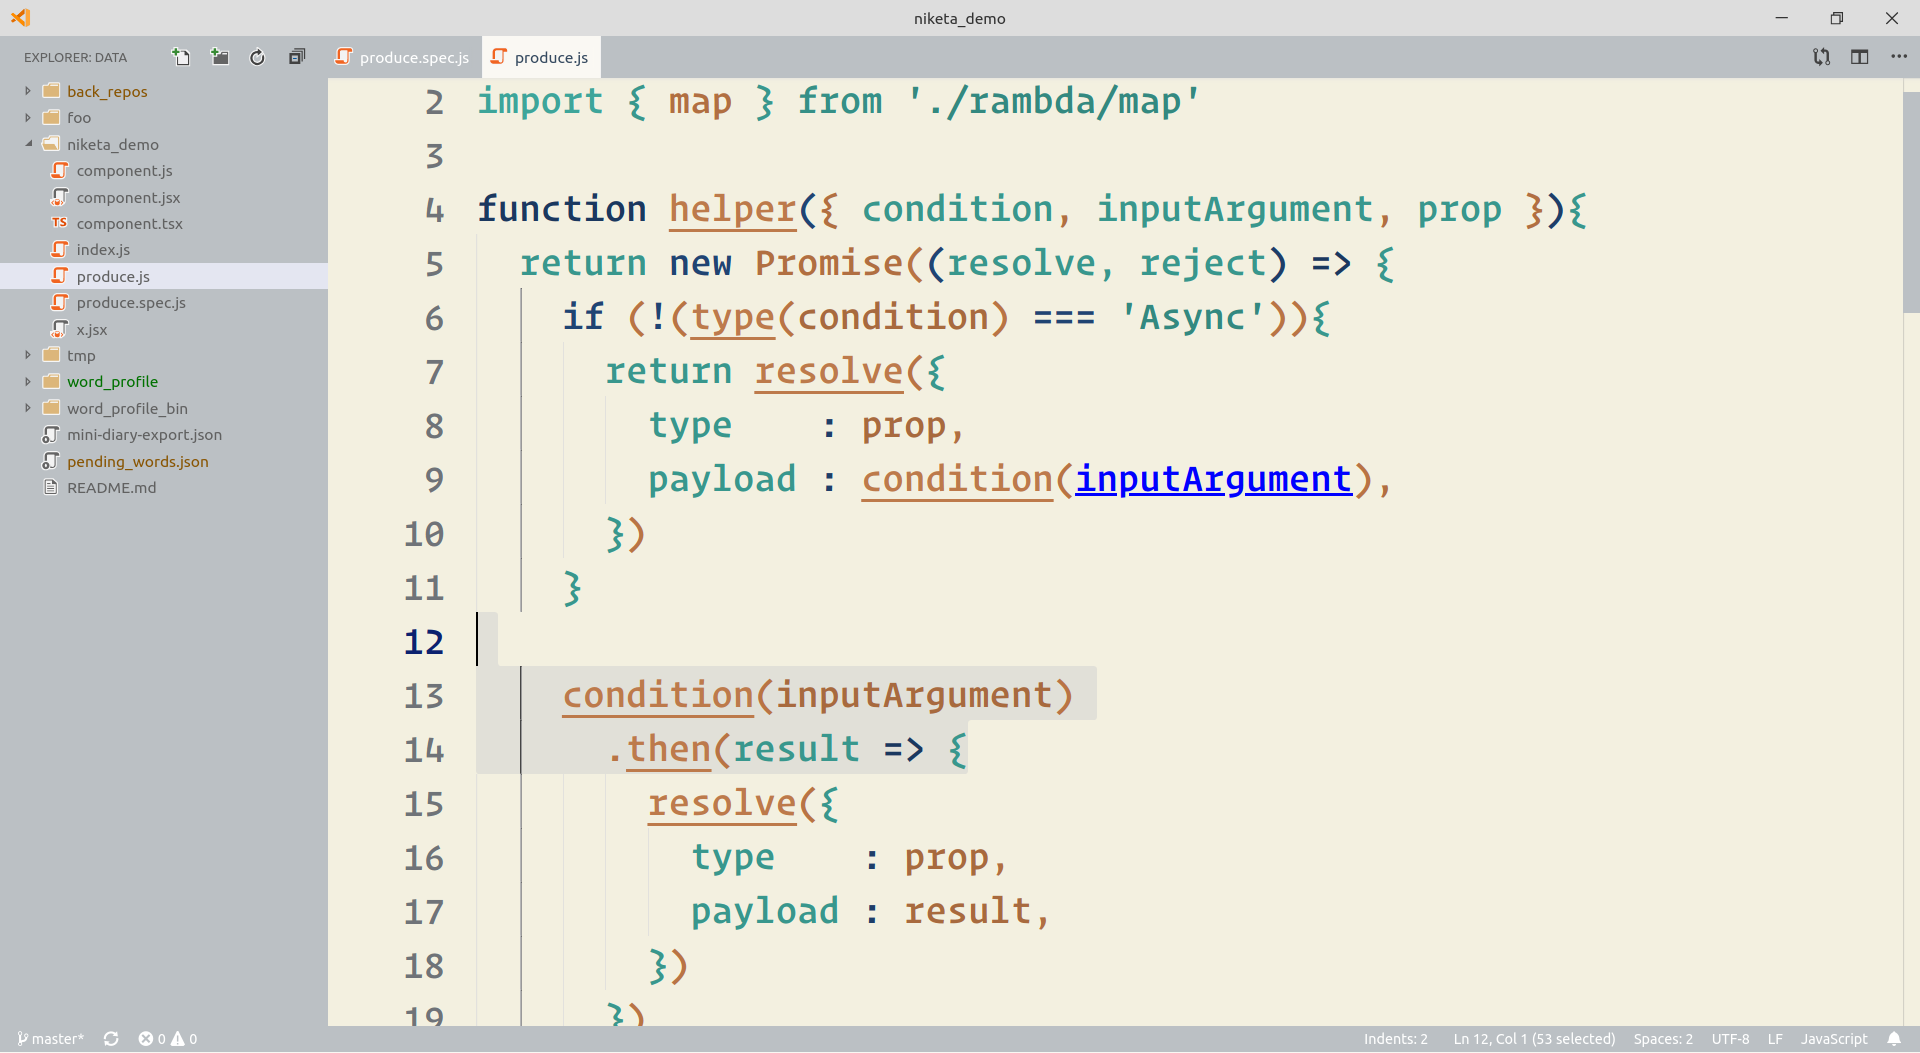 niketa_demo
EXPLORER: DATA
produce.spec.js
produce.js
back_repos
foo
niketa_demo
component.js
component.jsx
TS component.tsx
index.js
produce.js
produce.spec.js
x.jsx
tmp
word_profile
word_profile_bin
mini-diary-export.json
pending_words.json
README.md
2 import { map } from './rambda/map'
3
4 function helper({ condition, inputArgument, prop }){
5   return new Promise((resolve, reject) => {
6     if (!(type(condition) === 'Async')){
7       return resolve({
8         type    : prop,
9         payload : condition(inputArgument),
10       })
11     }
12
13     condition(inputArgument)
14       .then(result => {
15         resolve({
16           type    : prop,
17           payload : result,
18         })
19       })
master* 0 0 Indents: 2 Ln 12, Col 1 (53 selected) Spaces: 2 UTF-8 LF JavaScript